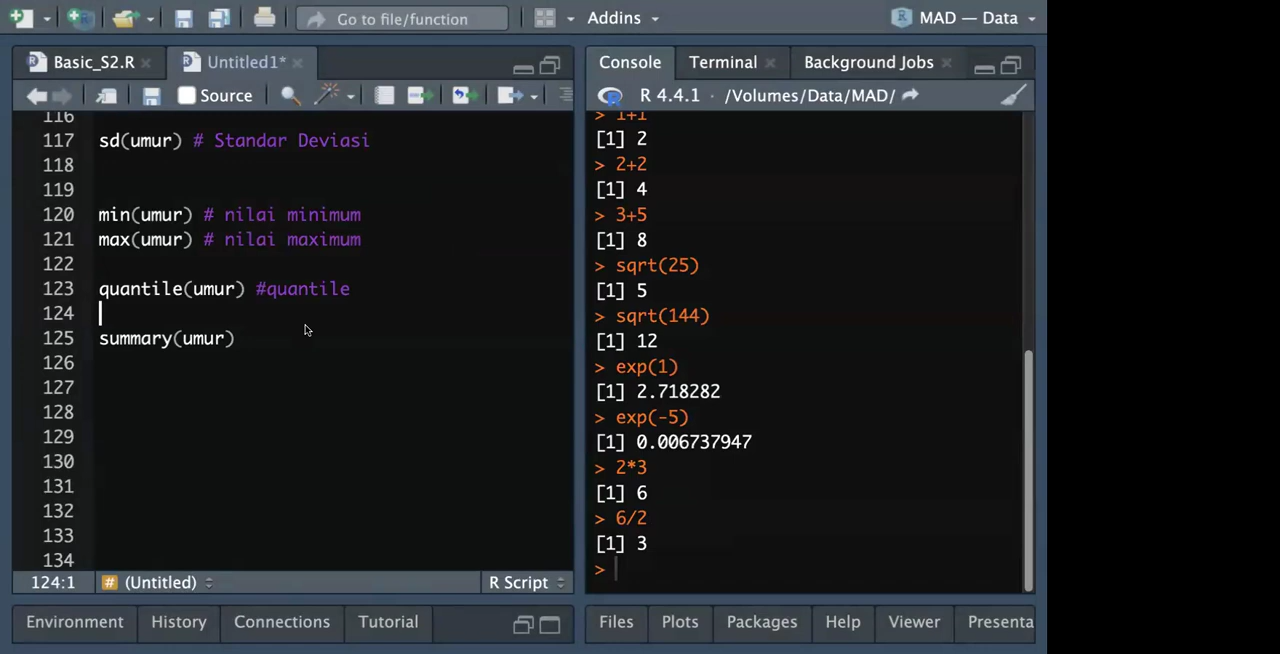 Go to file/function
Addins
MAD — Data
Basic_S2.R
Untitled1*
Source
116
117 sd(umur) # Standar Deviasi
118
119
120 min(umur) # nilai minimum
121 max(umur) # nilai maximum
122
123 quantile(umur) #quantile
124
125 summary(umur)
126
127
128
129
130
131
132
133
134
124:1 # (Untitled) R Script
Environment History Connections Tutorial
Console Terminal Background Jobs
R 4.4.1 · /Volumes/Data/MAD/
> 1+1
[1] 2
> 2+2
[1] 4
> 3+5
[1] 8
> sqrt(25)
[1] 5
> sqrt(144)
[1] 12
> exp(1)
[1] 2.718282
> exp(-5)
[1] 0.006737947
> 2*3
[1] 6
> 6/2
[1] 3
>
Files Plots Packages Help Viewer Presenta